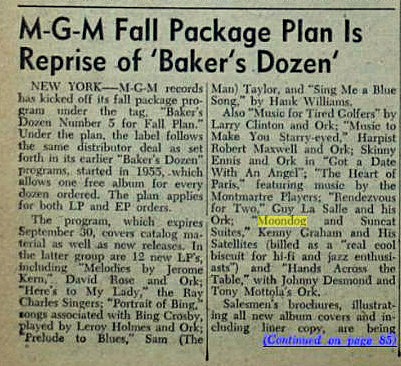 M-G-M Fall Package Plan Is
Reprise of 'Baker's Dozen'
NEW YORK—M-G-M records
has kicked off its fall package pro-
gram under the tag, "Baker's
Dozen Number 5 for Fall Plan."
Under the plan, the label follows
the same distributor deal as set
forth in its earlier "Baker's Dozen"
programs, started in 1955, which
allows one free album for every
dozen ordered. The plan applies
for both LP and EP orders.
The program, which expires
September 30, covers catalog ma-
terial as well as new releases. In
the latter group are 12 new LP's,
including "Melodies by Jerome
Kern," David Rose and Ork;
"Here's to My Lady," the Ray
Charles Singers; "Portrait of Bing,"
songs associated with Bing Crosby,
played by Leroy Holmes and Ork;
"Prelude to Blues," Sam (The
Man) Taylor, and "Sing Me a Blue
Song," by Hank Williams.
Also "Music for Tired Golfers" by
Larry Clinton and Ork; "Music to
Make You Starry-eyed," Harpist
Robert Maxwell and Ork; Skinny
Ennis and Ork in "Got a Date
With An Angel"; "The Heart of
Paris," featuring music by the
Montmartre Players; "Rendezvous
for Two," Guy La Salle and his
Ork; "Moondog and Suncat
Suites," Kenny Graham and His
Satellites (billed as a "real cool
biscuit for hi-fi and jazz enthusi-
asts") and "Hands Across the
Table," with Johnny Desmond and
Tony Mottola's Ork.
Salesmen's brochures, illustrat-
ing all new album covers and in-
cluding liner copy, are being
(Continued on page 85)